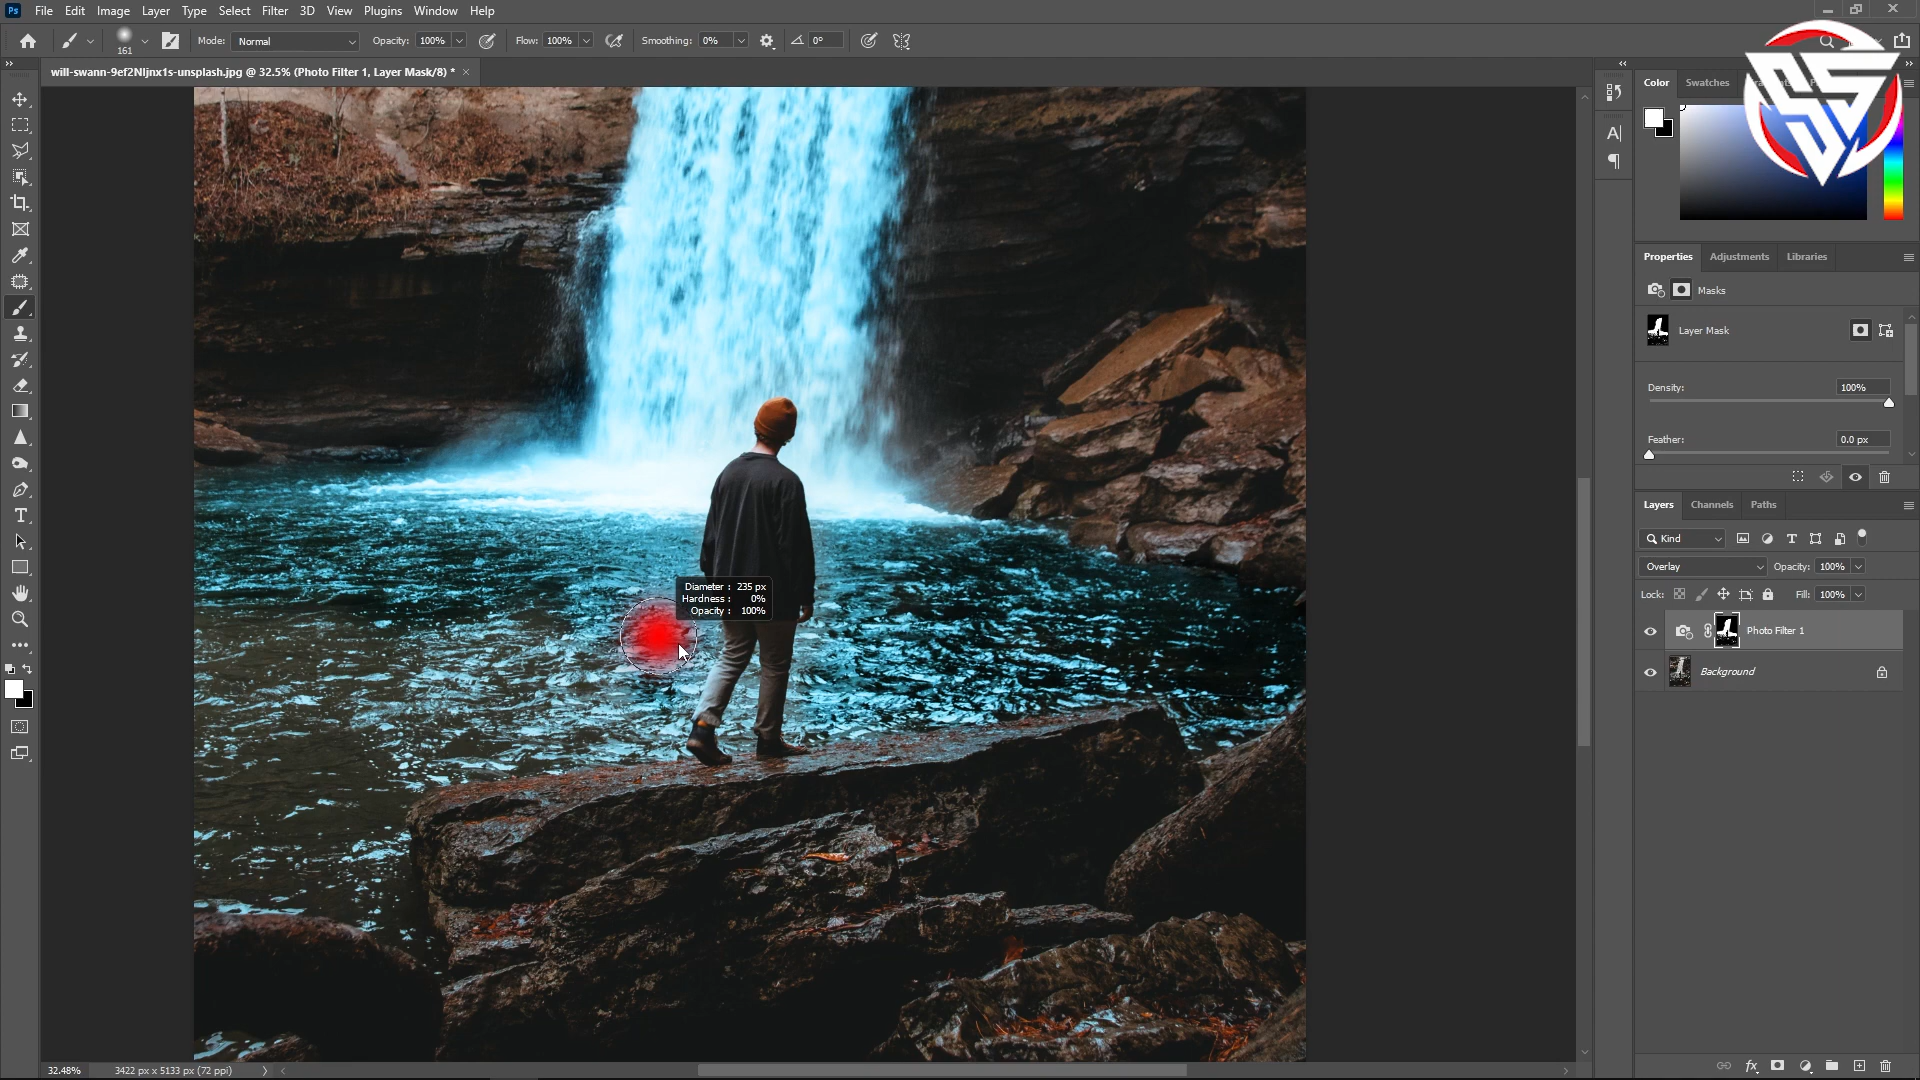 Ps File Edit Image Layer Type Select Filter 3D View Plugins Window Help
161 Mode: Normal Opacity: 100% Flow: 100% Smoothing: 0% 0°
will-swann-9ef2NIjnx1s-unsplash.jpg @ 32.5% (Photo Filter 1, Layer Mask/8) *
Color Swatches
Properties Adjustments Libraries
Masks
Layer Mask
Density: 100%
Feather: 0.0 px
Layers Channels Paths
Kind
Overlay Opacity: 100%
Lock: Fill: 100%
Photo Filter 1
Background
Diameter : 235 px
Hardness : 0%
Opacity : 100%
32.48% 3422 px x 5133 px (72 ppi)